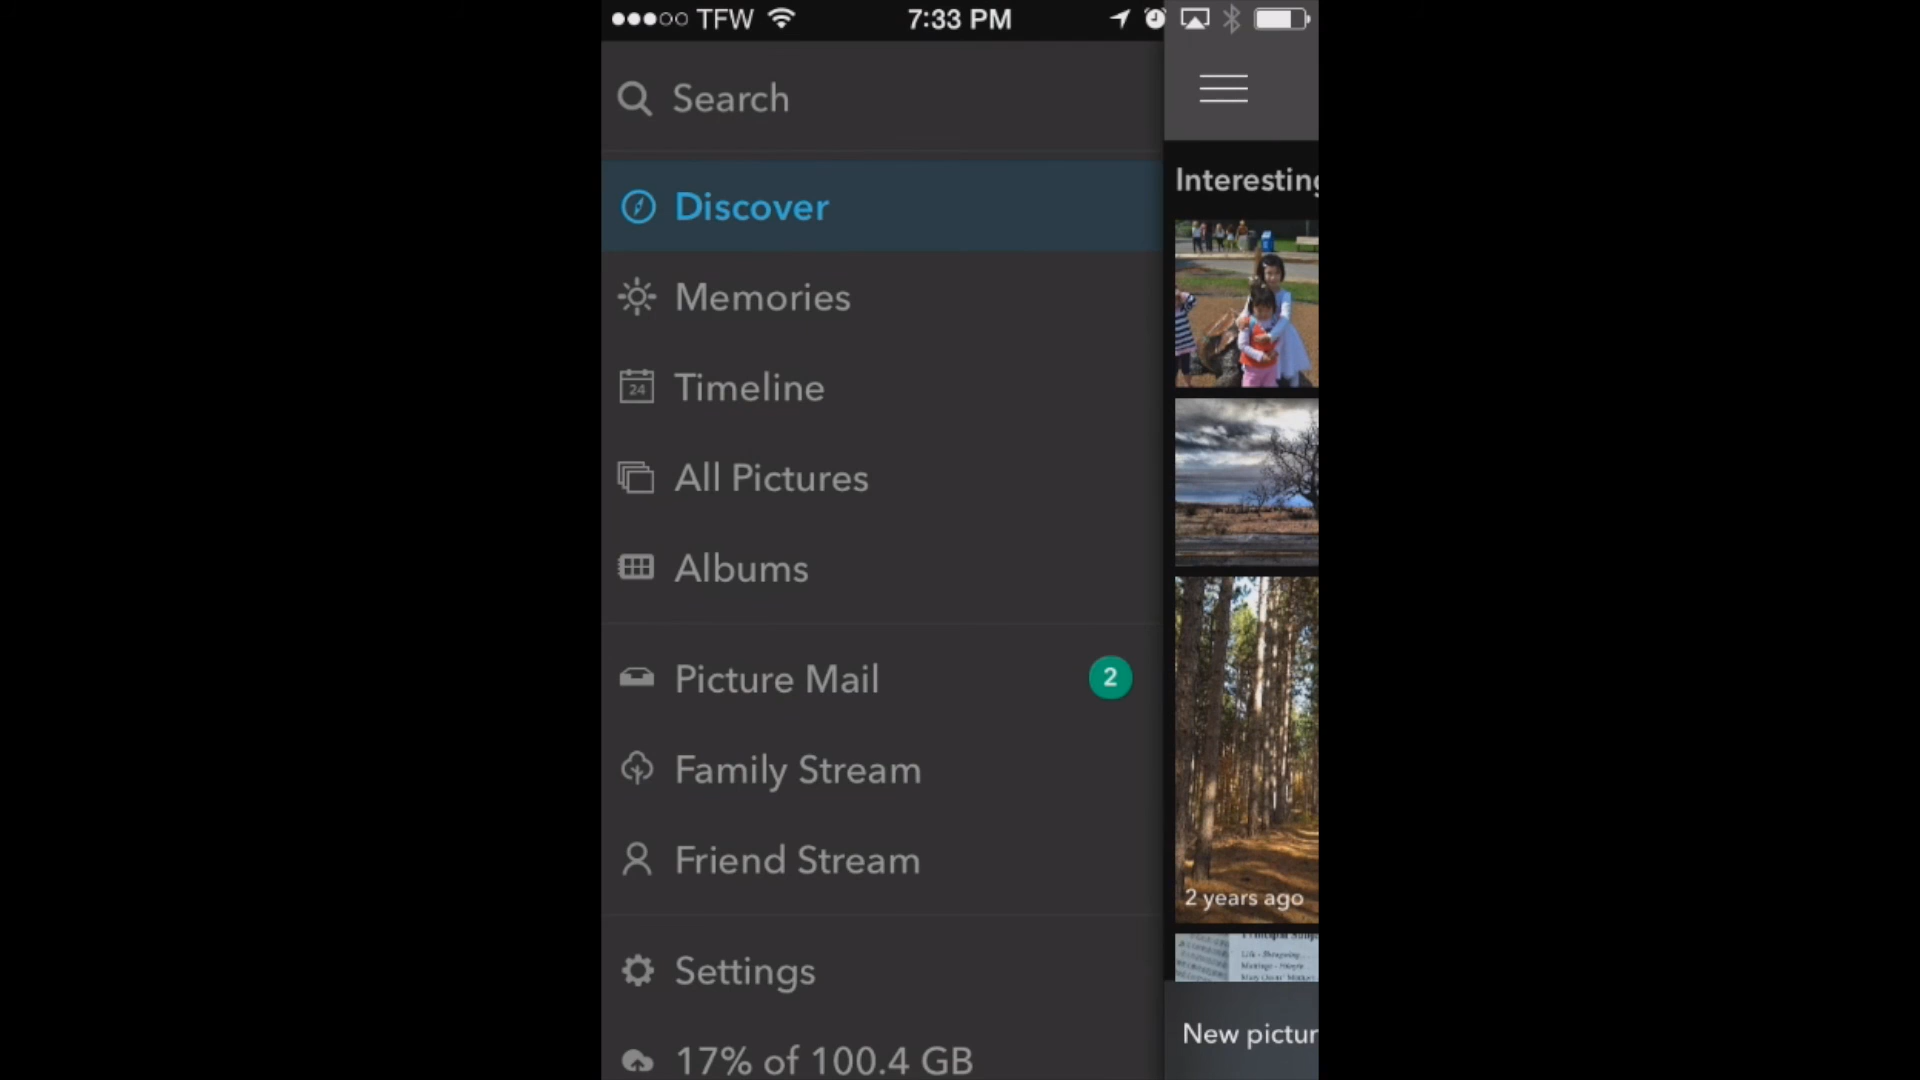 TFW 7:33 PM
Search
Discover
Memories
24 Timeline
All Pictures
Albums
Picture Mail 2
Family Stream
Friend Stream
Settings
17% of 100.4 GB
Interesting
2 years ago
New pictur